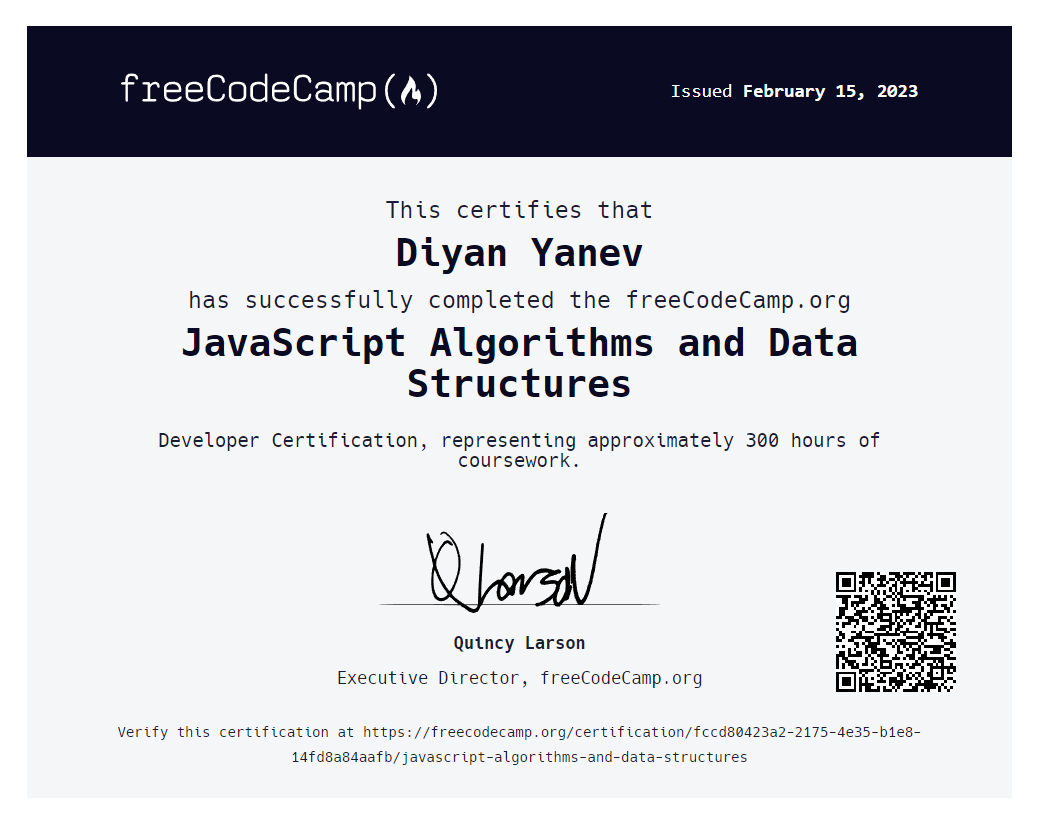 freeCodeCamp
Issued February 15, 2023
This certifies that
Diyan Yanev
has successfully completed the freeCodeCamp.org
JavaScript Algorithms and Data
Structures
Developer Certification, representing approximately 300 hours of
coursework.
Q Larson
Quincy Larson
Executive Director, freeCodeCamp.org
Verify this certification at https://freecodecamp.org/certification/fccd80423a2-2175-4e35-b1e8-
14fd8a84aafb/javascript-algorithms-and-data-structures